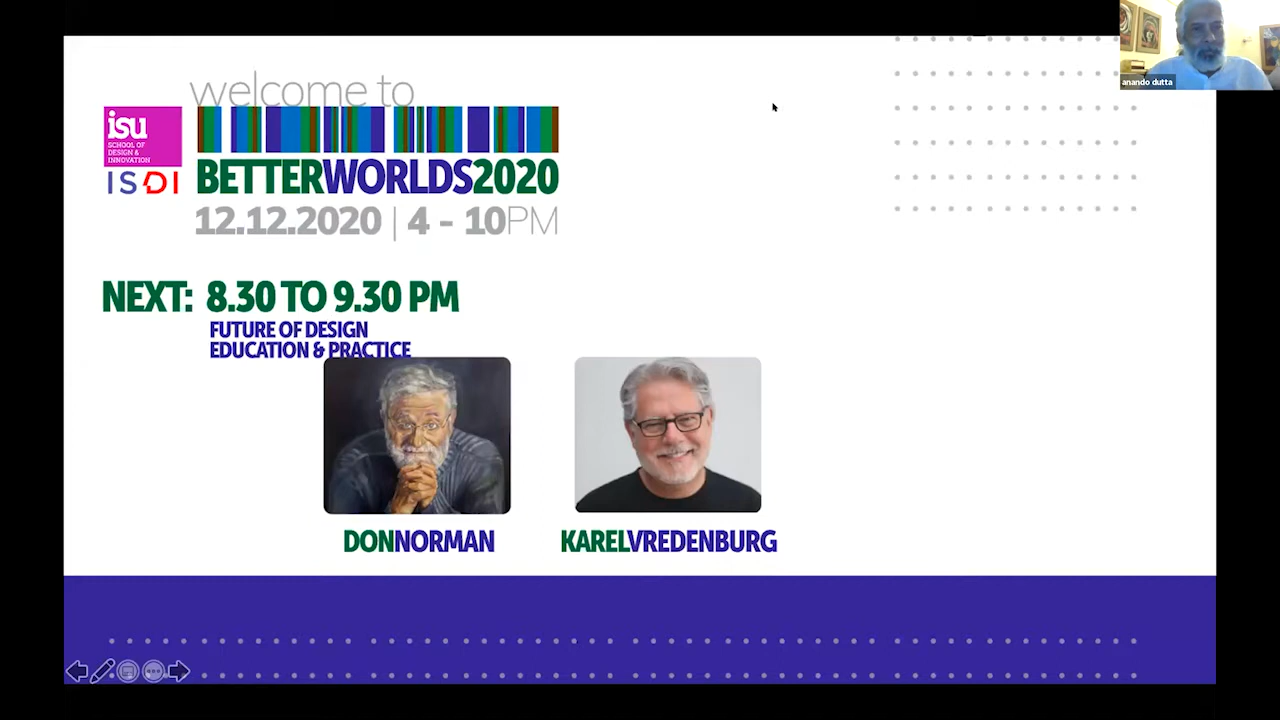 anando dutta
welcome to
isu
SCHOOL OF
DESIGN &
INNOVATION
ISDI
BETTERWORLDS2020
12.12.2020 | 4 - 10PM
NEXT: 8.30 TO 9.30 PM
FUTURE OF DESIGN
EDUCATION & PRACTICE
DONNORMAN
KARELVREDENBURG